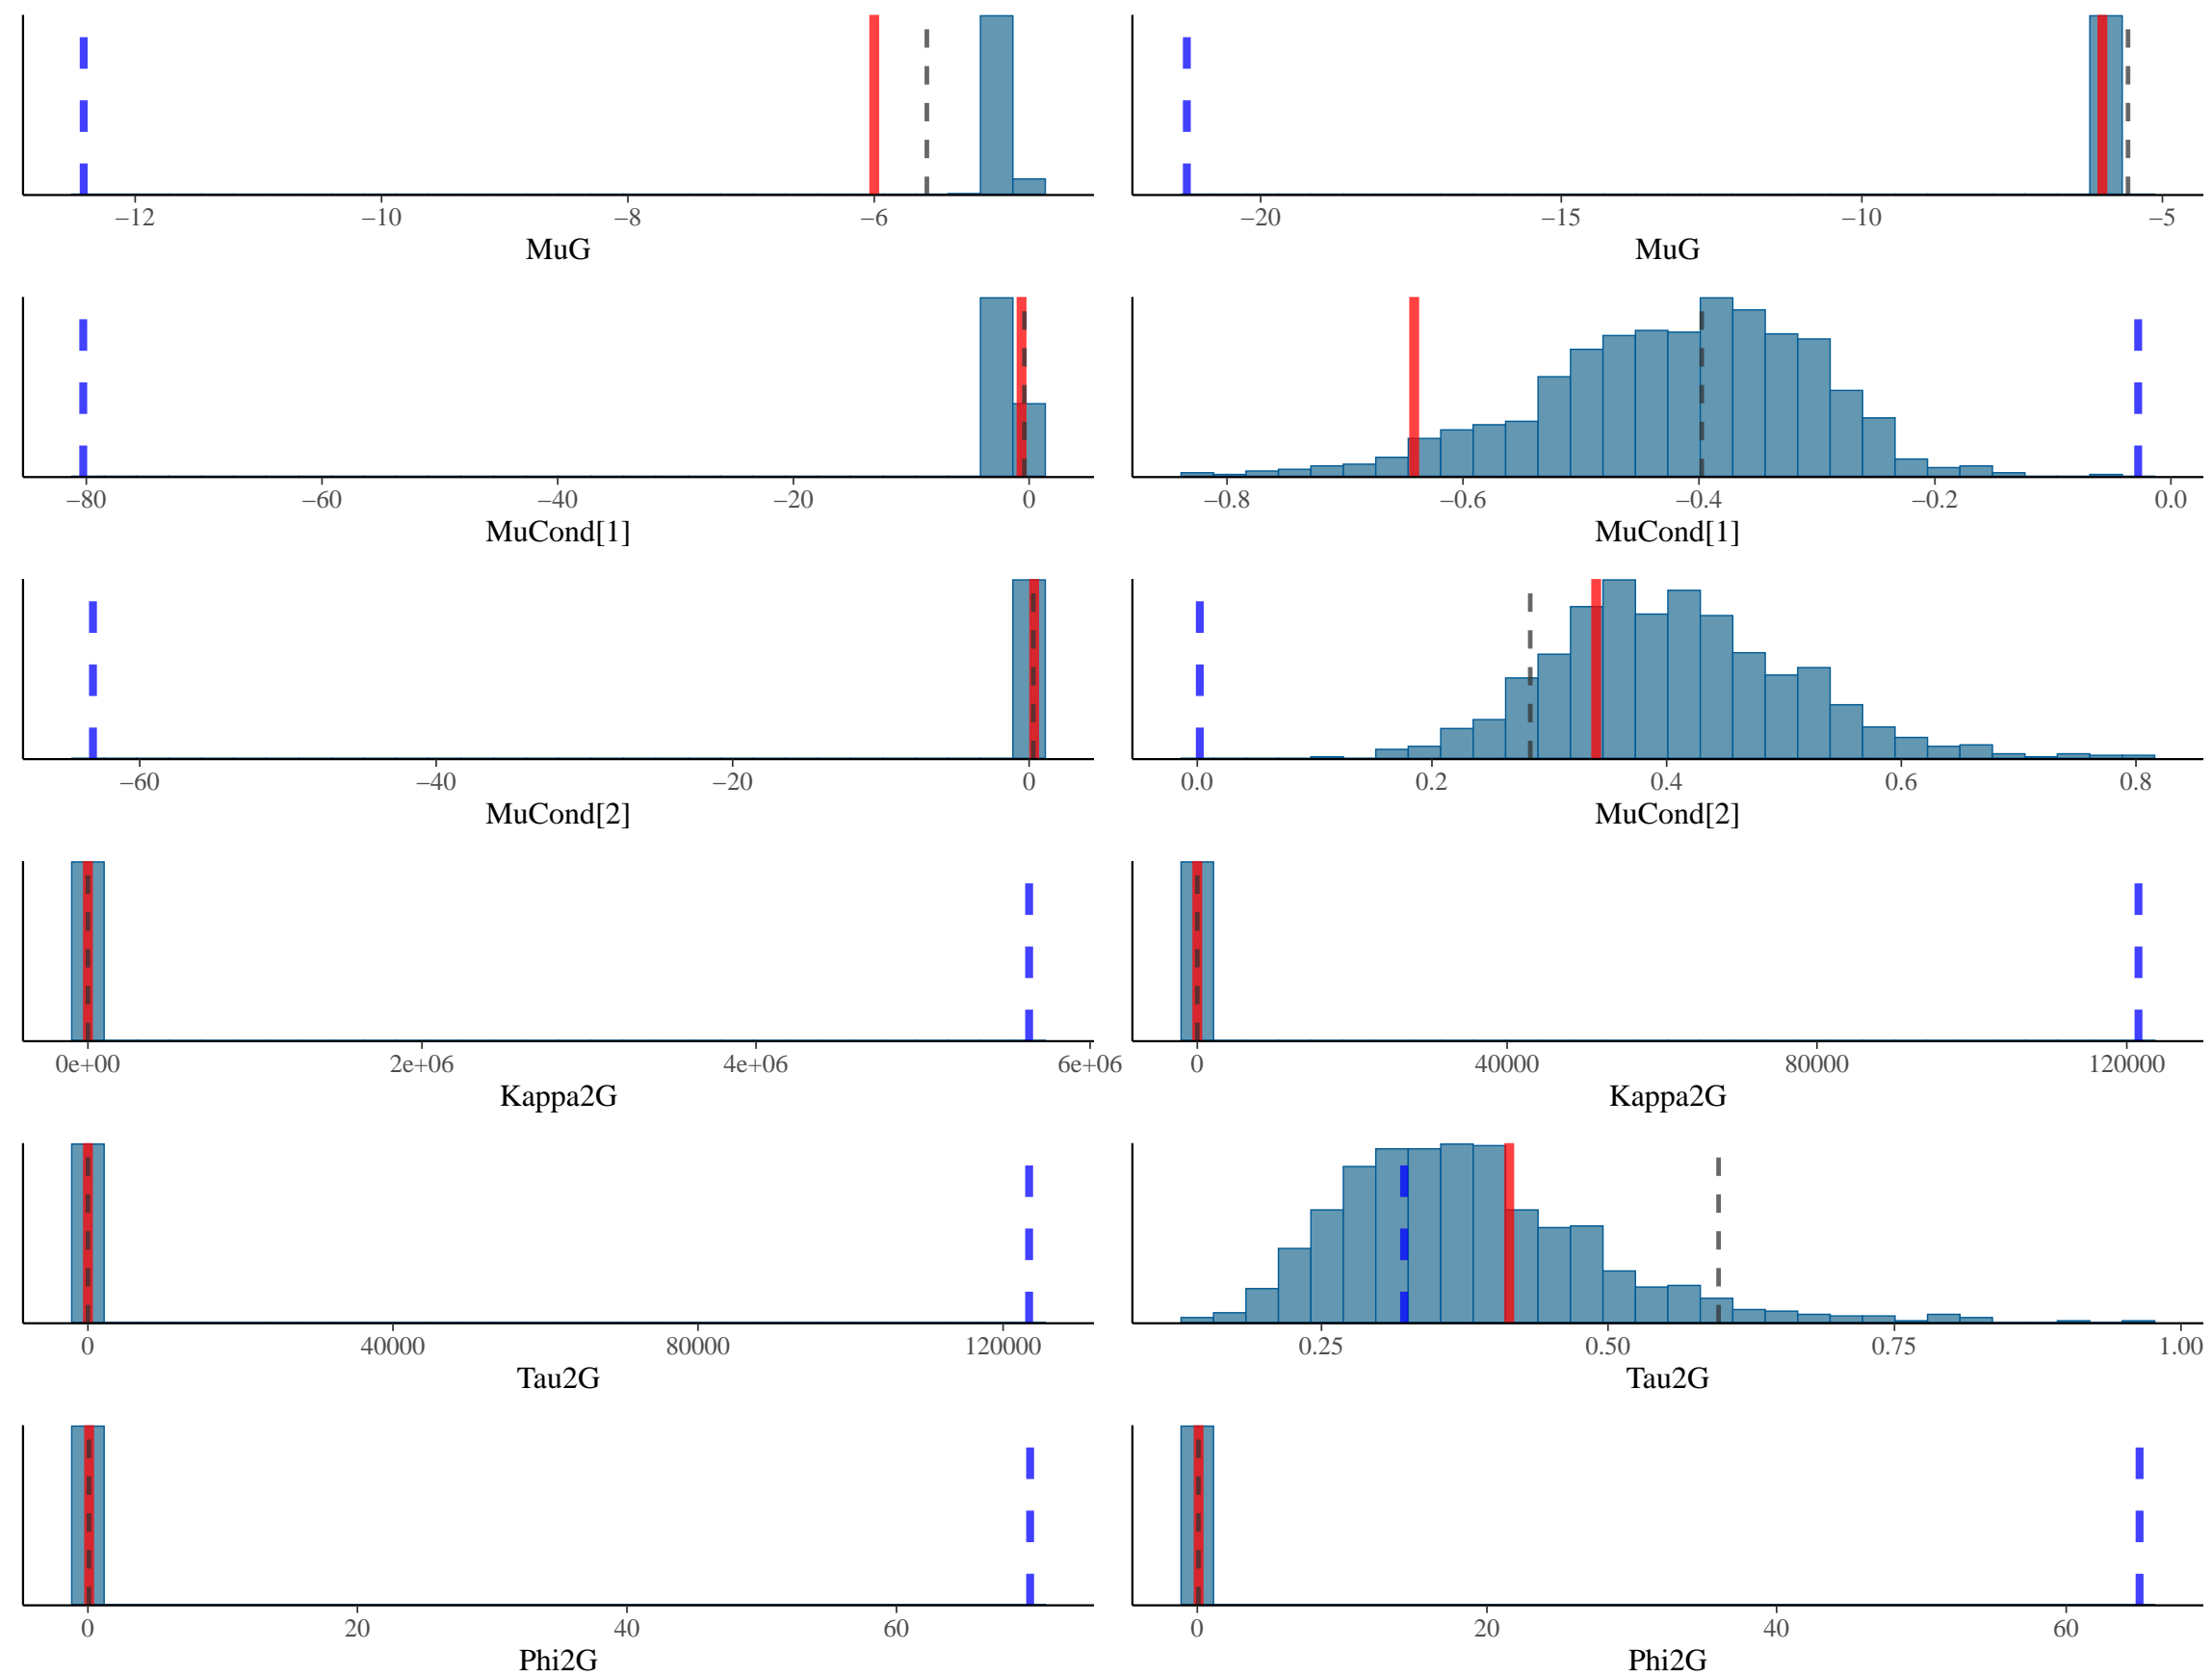 −12 −10 −8 −6 −20 −15 −10 −5
MuG MuG
−80 −60 −40 −20 0 −0.8 −0.6 −0.4 −0.2 0.0
MuCond[1] MuCond[1]
−60 −40 −20 0 0.0 0.2 0.4 0.6 0.8
MuCond[2] MuCond[2]
0e+00 2e+06 4e+06 6e+06 0 40000 80000 120000
Kappa2G Kappa2G
0 40000 80000 120000 0.25 0.50 0.75 1.00
Tau2G Tau2G
0 20 40 60 0 20 40 60
Phi2G Phi2G